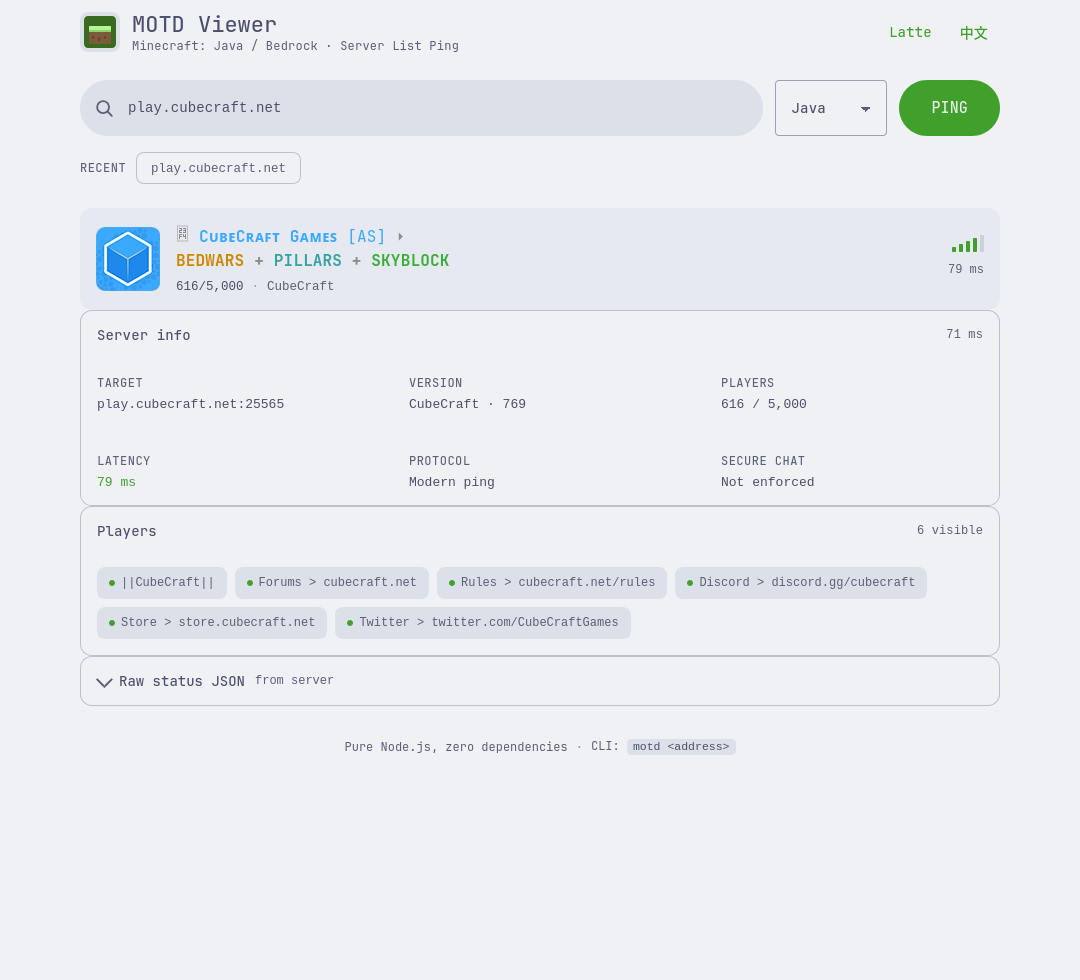 MOTD Viewer
Minecraft: Java / Bedrock · Server List Ping
Latte
中文
play.cubecraft.net
Java
PING
RECENT
play.cubecraft.net
CᴜʙᴇCʀᴀғᴛ Gᴀᴍᴇs [AS]
BEDWARS + PILLARS + SKYBLOCK
616/5,000 · CubeCraft
79 ms
Server info
71 ms
TARGET
play.cubecraft.net:25565
VERSION
CubeCraft · 769
PLAYERS
616 / 5,000
LATENCY
79 ms
PROTOCOL
Modern ping
SECURE CHAT
Not enforced
Players
6 visible
||CubeCraft||
Forums > cubecraft.net
Rules > cubecraft.net/rules
Discord > discord.gg/cubecraft
Store > store.cubecraft.net
Twitter > twitter.com/CubeCraftGames
Raw status JSON from server
Pure Node.js, zero dependencies · CLI: motd <address>